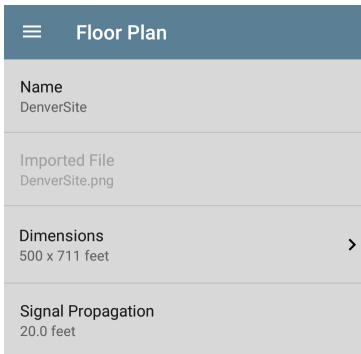 Floor Plan
Name
DenverSite
Imported File
DenverSite.png
Dimensions
500 x 711 feet
Signal Propagation
20.0 feet